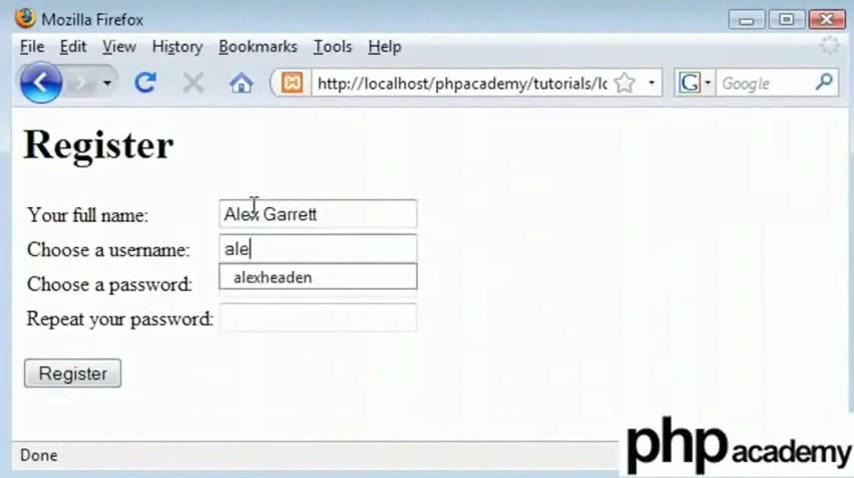 Mozilla Firefox
File Edit View History Bookmarks Tools Help
http://localhost/phpacademy/tutorials/lo G Google
Register
Your full name: Alex Garrett
Choose a username: ale
Choose a password: alexheaden
Repeat your password:
Register
Done
php academy